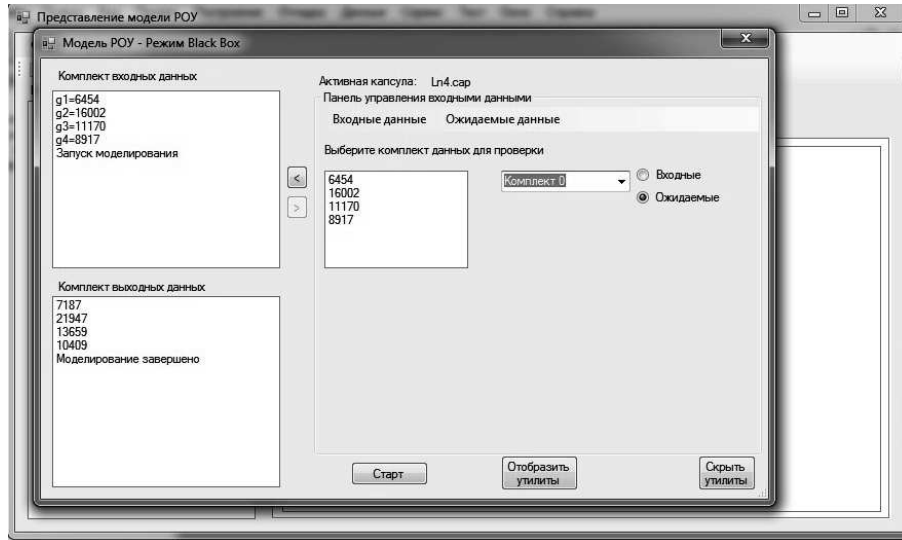 Представление модели РОУ
Модель РОУ - Режим Black Box
Комплект входных данных
g1=6454
g2=16002
g3=11170
g4=8917
Запуск моделирования
<
>
Комплект выходных данных
7187
21947
13659
10409
Моделирование завершено
Активная капсула: Ln4.cap
Панель управления входными данными
Входные данные Ожидаемые данные
Выберите комплект данных для проверки
6454
16002
11170
8917
Комплект 0
Входные
Ожидаемые
Старт
Отобразить
утилиты
Скрыть
утилиты